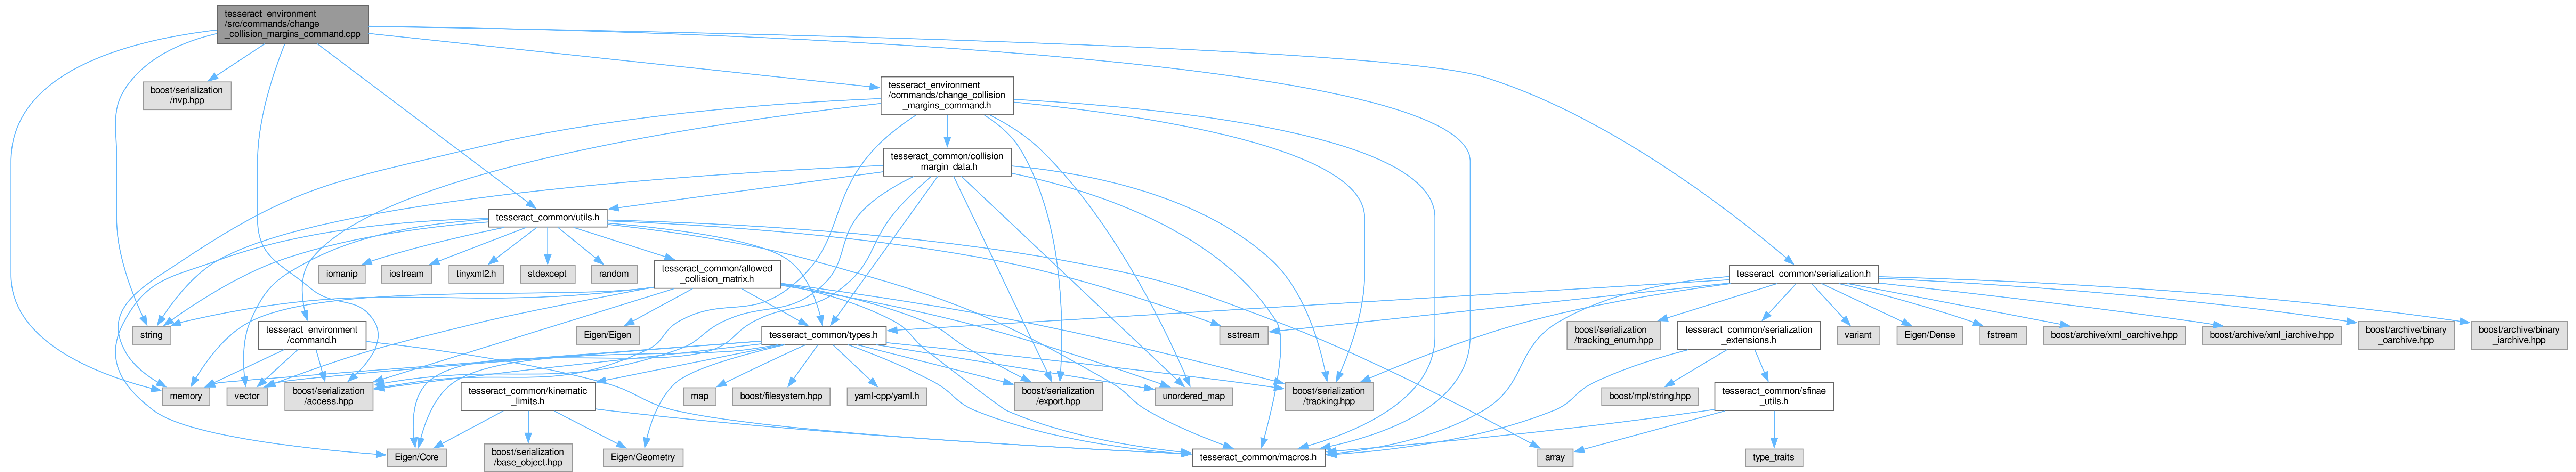 tesseract_environment
/src/commands/change
_collision_margins_command.cpp
boost/serialization
/nvp.hpp
tesseract_environment
/commands/change_collision
_margins_command.h
tesseract_common/collision
_margin_data.h
tesseract_common/utils.h
iomanip
iostream
tinyxml2.h
stdexcept
random
tesseract_common/allowed
_collision_matrix.h
tesseract_common/serialization.h
string
tesseract_environment
/command.h
Eigen/Eigen
tesseract_common/types.h
sstream
boost/serialization
/tracking_enum.hpp
tesseract_common/serialization
_extensions.h
variant
Eigen/Dense
fstream
boost/archive/xml_oarchive.hpp
boost/archive/xml_iarchive.hpp
boost/archive/binary
_oarchive.hpp
boost/archive/binary
_iarchive.hpp
memory
vector
boost/serialization
/access.hpp
tesseract_common/kinematic
_limits.h
map
boost/filesystem.hpp
yaml-cpp/yaml.h
boost/serialization
/export.hpp
unordered_map
boost/serialization
/tracking.hpp
boost/mpl/string.hpp
tesseract_common/sfinae
_utils.h
Eigen/Core
boost/serialization
/base_object.hpp
Eigen/Geometry
tesseract_common/macros.h
array
type_traits